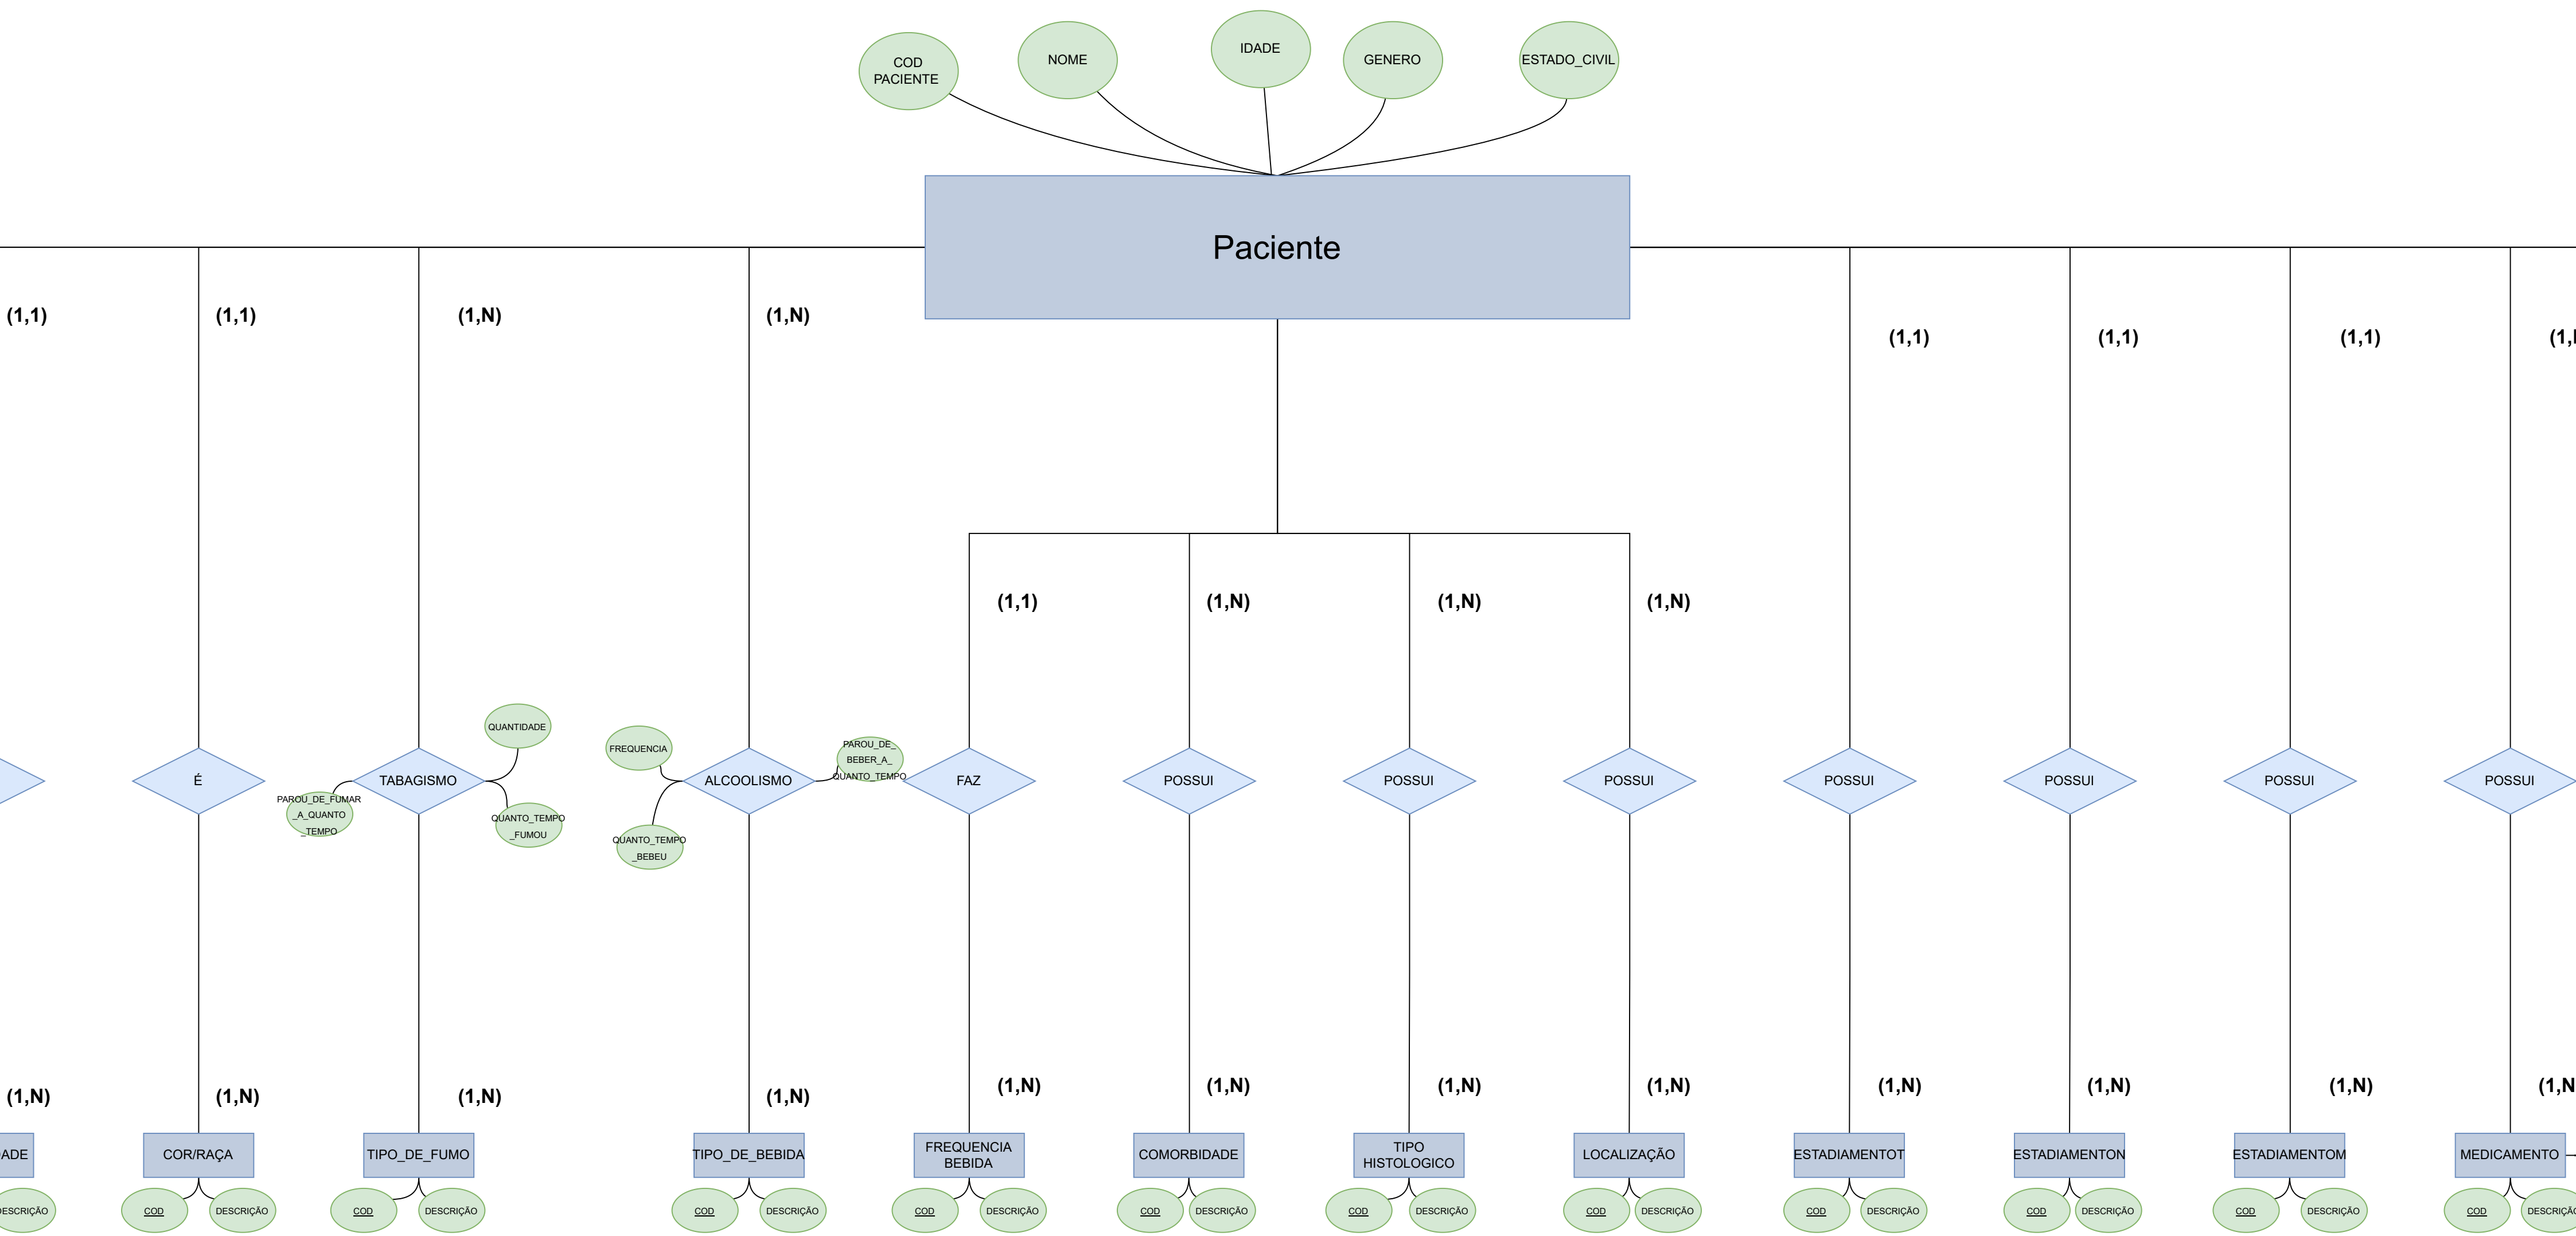 COD
PACIENTE
NOME
IDADE
GENERO
ESTADO_CIVIL
Paciente
(1,1)
(1,1)
(1,N)
(1,N)
(1,1)
(1,1)
(1,1)
(1,1)
(1,N)
(1,N)
(1,N)
QUANTIDADE
PAROU_DE_FUMAR
_A_QUANTO
_TEMPO
QUANTO_TEMPO
_FUMOU
FREQUENCIA
QUANTO_TEMPO
_BEBEU
PAROU_DE_
BEBER_A_
QUANTO_TEMPO
É
TABAGISMO
ALCOOLISMO
FAZ
POSSUI
POSSUI
POSSUI
POSSUI
POSSUI
POSSUI
POSSUI
(1,N)
(1,N)
(1,N)
(1,N)
(1,N)
(1,N)
(1,N)
(1,N)
(1,N)
(1,N)
(1,N)
(1,N
ADE
COR/RAÇA
TIPO_DE_FUMO
TIPO_DE_BEBIDA
FREQUENCIA
BEBIDA
COMORBIDADE
TIPO
HISTOLOGICO
LOCALIZAÇÃO
ESTADIAMENTOT
ESTADIAMENTON
ESTADIAMENTOM
MEDICAMENTO
ESCRIÇÃO
COD
DESCRIÇÃO
COD
DESCRIÇÃO
COD
DESCRIÇÃO
COD
DESCRIÇÃO
COD
DESCRIÇÃO
COD
DESCRIÇÃO
COD
DESCRIÇÃO
COD
DESCRIÇÃO
COD
DESCRIÇÃO
COD
DESCRIÇÃO
COD
DESCRIÇÃO